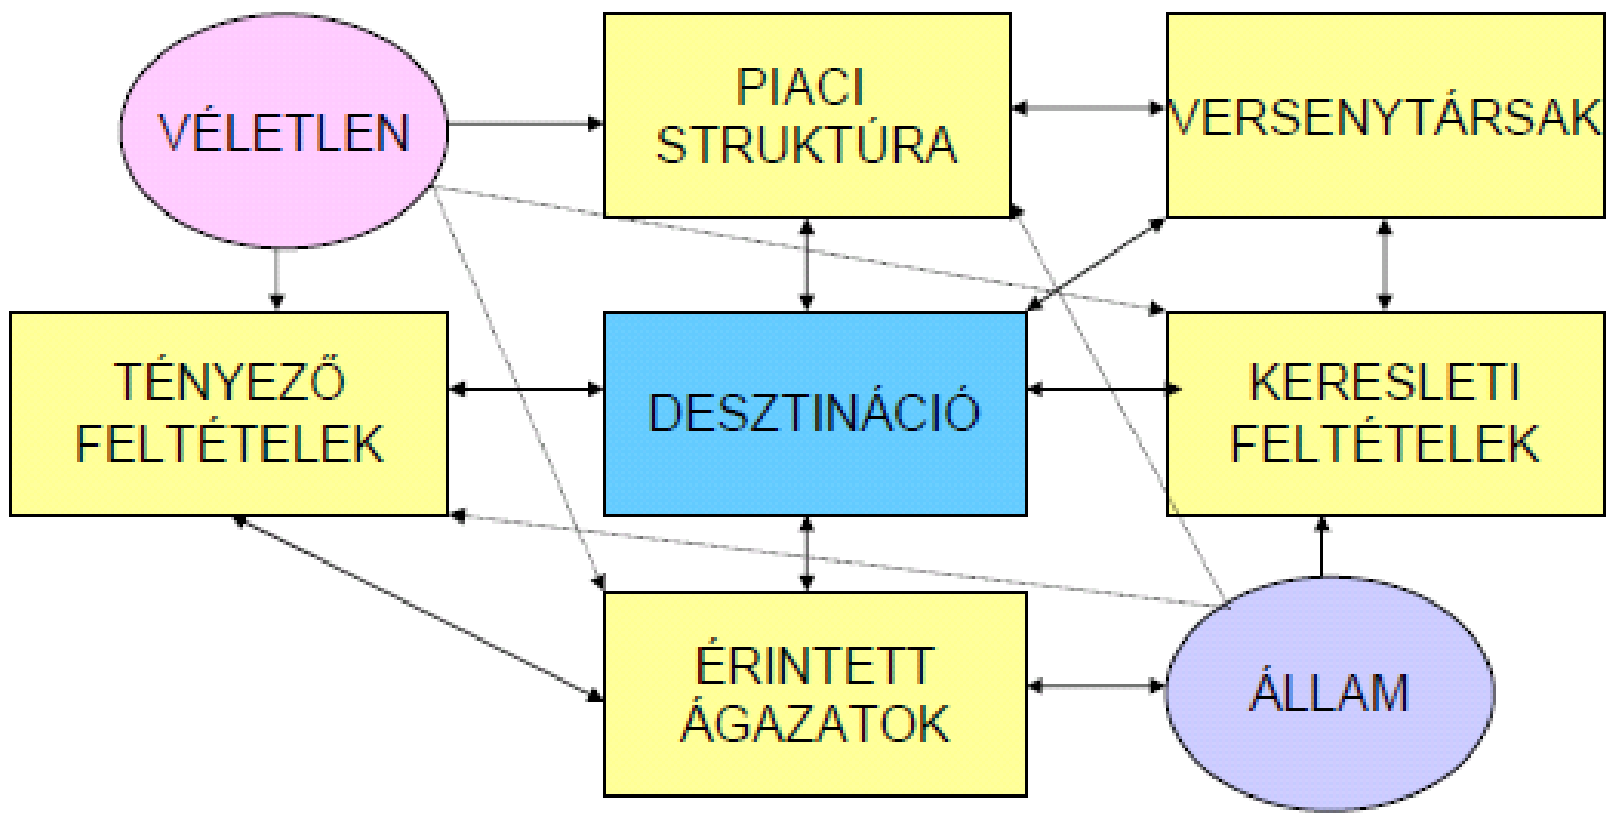 VÉLETLEN
PIACI
STRUKTÚRA
VERSENYTÁRSAK
TÉNYEZŐ
FELTÉTELEK
DESZTINÁCIÓ
KERESLETI
FELTÉTELEK
ÉRINTETT
ÁGAZATOK
ÁLLAM